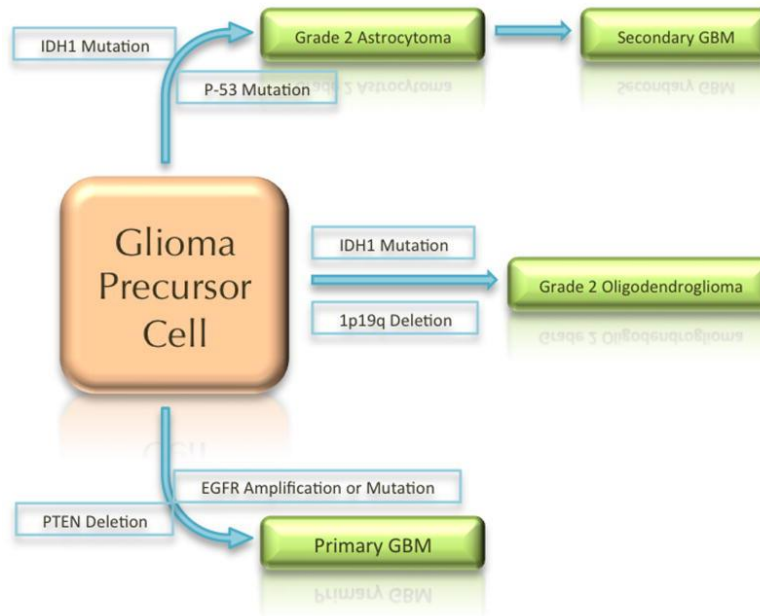 IDH1 Mutation
Grade 2 Astrocytoma
Secondary GBM
P-53 Mutation
Glioma
Precursor
Cell
IDH1 Mutation
1p19q Deletion
Grade 2 Oligodendroglioma
EGFR Amplification or Mutation
PTEN Deletion
Primary GBM